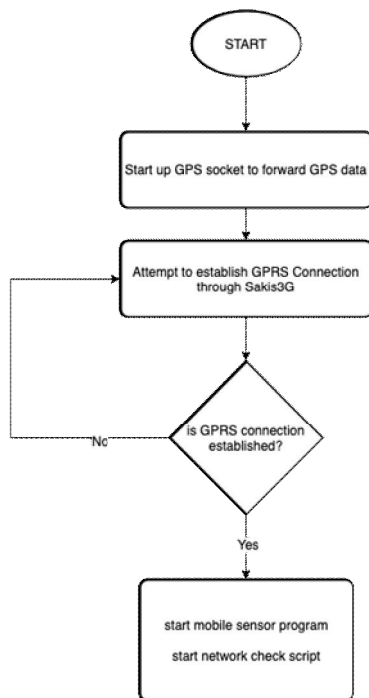 START
Start up GPS socket to forward GPS data
Attempt to establish GPRS Connection
through Sakis3G
is GPRS connection
established?
No
Yes
start mobile sensor program
start network check script